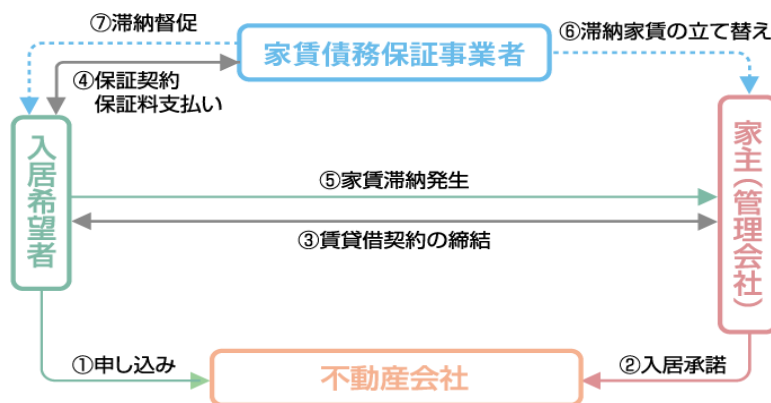 ⑦滞納督促
家賃債務保証事業者
⑥滞納家賃の立て替え
④保証契約
保証料支払い
入居希望者
家主(管理会社)
⑤家賃滞納発生
③賃貸借契約の締結
①申し込み
不動産会社
②入居承諾